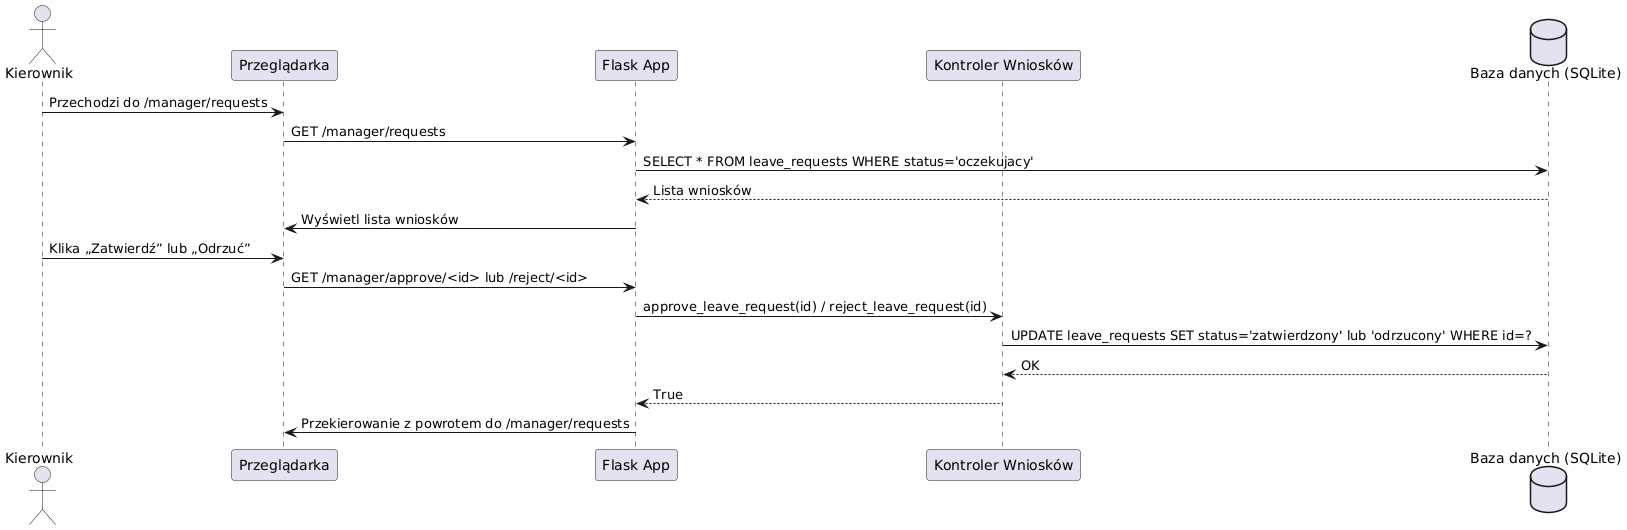 Kierownik
Przeglądarka
Flask App
Kontroler Wniosków
Baza danych (SQLite)
Przechodzi do /manager/requests
GET /manager/requests
SELECT * FROM leave_requests WHERE status='oczekujacy'
Lista wniosków
Wyświetl lista wniosków
Klika „Zatwierdź” lub „Odrzuć”
GET /manager/approve/<id> lub /reject/<id>
approve_leave_request(id) / reject_leave_request(id)
UPDATE leave_requests SET status='zatwierdzony' lub 'odrzucony' WHERE id=?
OK
True
Przekierowanie z powrotem do /manager/requests
Kierownik
Przeglądarka
Flask App
Kontroler Wniosków
Baza danych (SQLite)